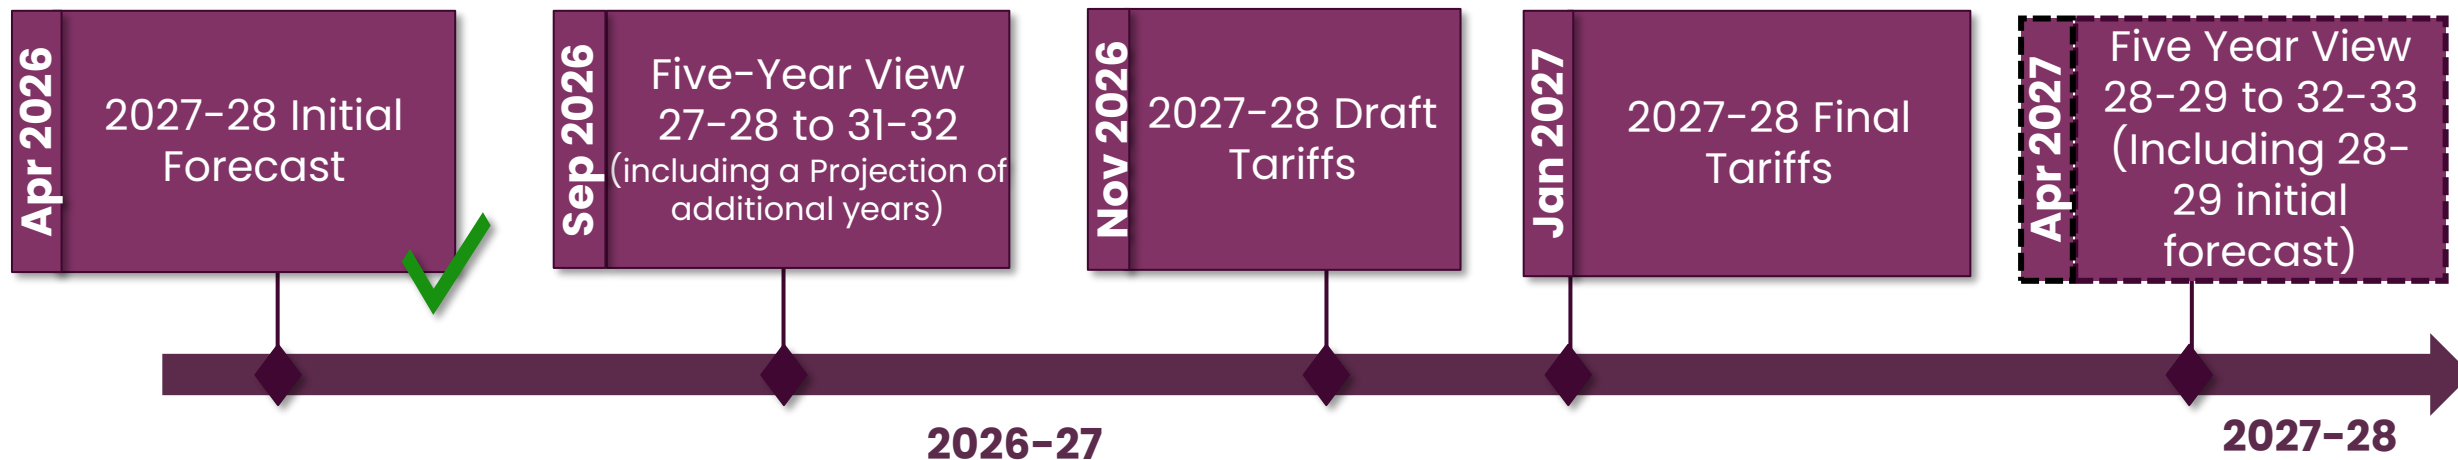 Apr 2026
2027-28 Initial
Forecast
Sep 2026
Five-Year View
27-28 to 31-32
(including a Projection of
additional years)
Nov 2026
2027-28 Draft
Tariffs
Jan 2027
2027-28 Final
Tariffs
Apr 2027
Five Year View
28-29 to 32-33
(Including 28-
29 initial
forecast)
2026-27
2027-28